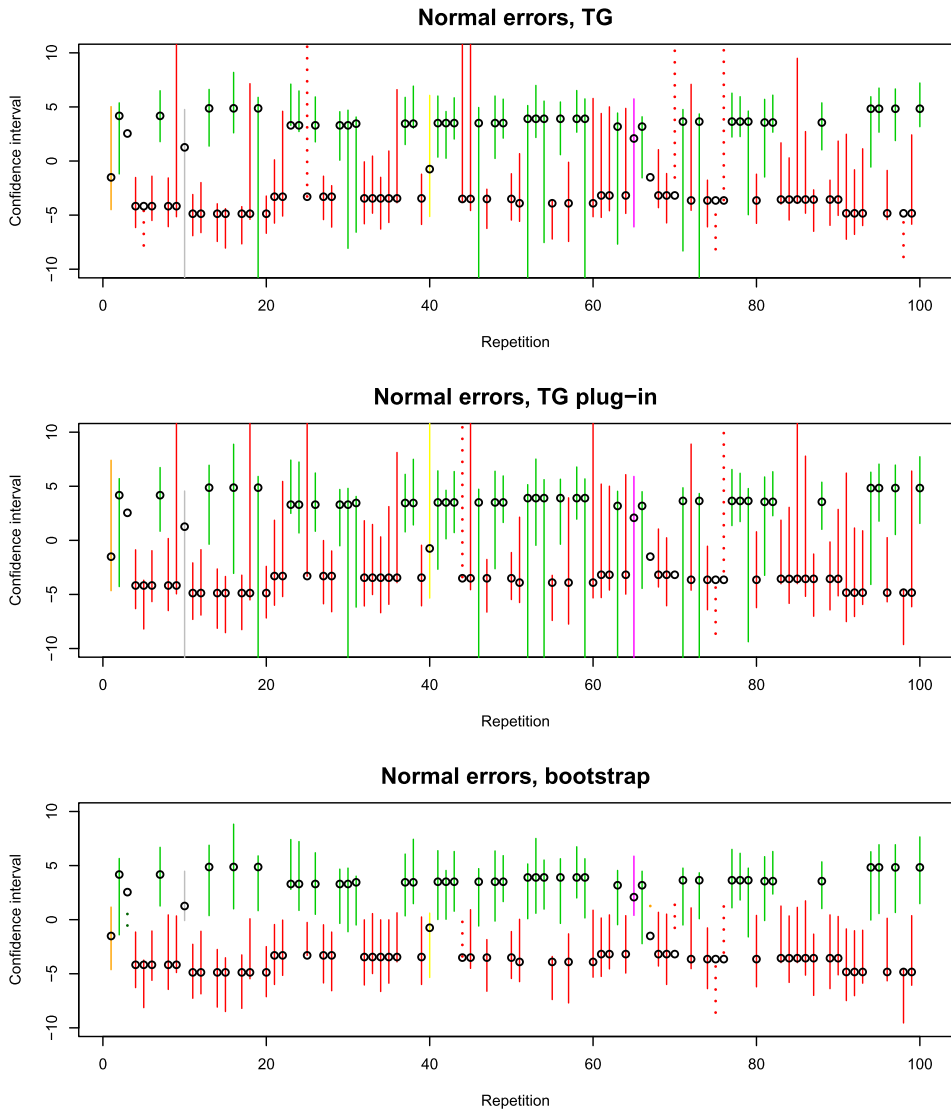 Normal errors, TG
Confidence interval
10
5
0
−5
−10
0 20 40 60 80 100
Repetition
Normal errors, TG plug−in
Confidence interval
10
5
0
−5
−10
0 20 40 60 80 100
Repetition
Normal errors, bootstrap
Confidence interval
10
5
0
−5
−10
0 20 40 60 80 100
Repetition